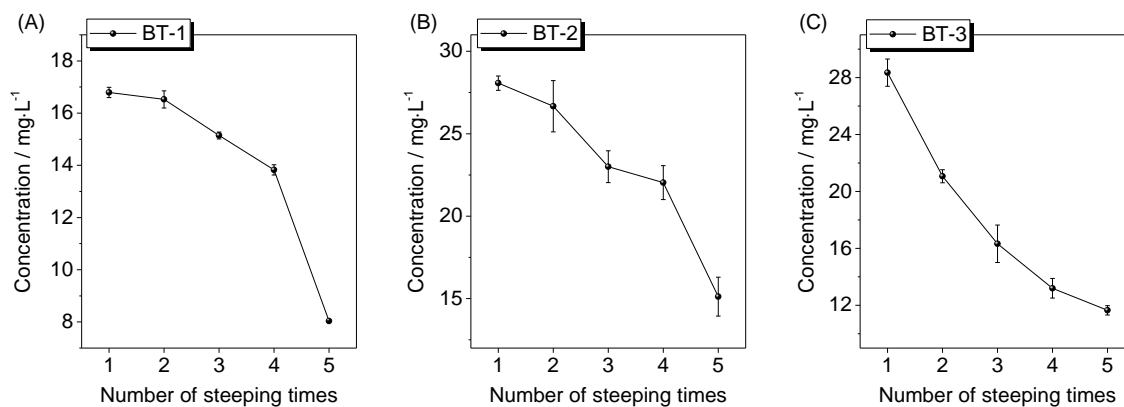 (A)
BT-1
Concentration / mg·L⁻¹
18
16
14
12
10
8
1 2 3 4 5
Number of steeping times
(B)
BT-2
Concentration / mg·L⁻¹
30
25
20
15
1 2 3 4 5
Number of steeping times
(C)
BT-3
Concentration / mg·L⁻¹
28
24
20
16
12
1 2 3 4 5
Number of steeping times